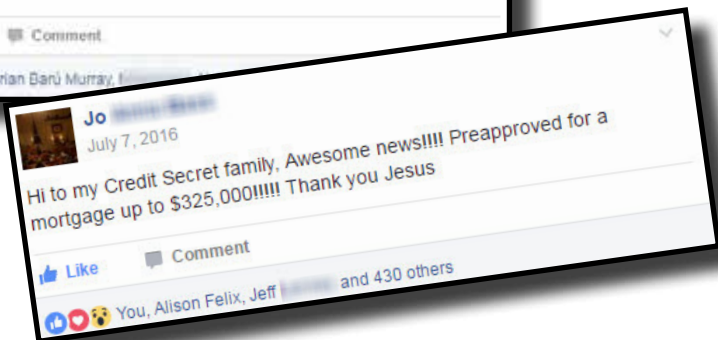 Comment
rian Barú Murray,
Jo
July 7, 2016
Hi to my Credit Secret family, Awesome news!!!! Preapproved for a
mortgage up to $325,000!!!!! Thank you Jesus
Like Comment
You, Alison Felix, Jeff and 430 others